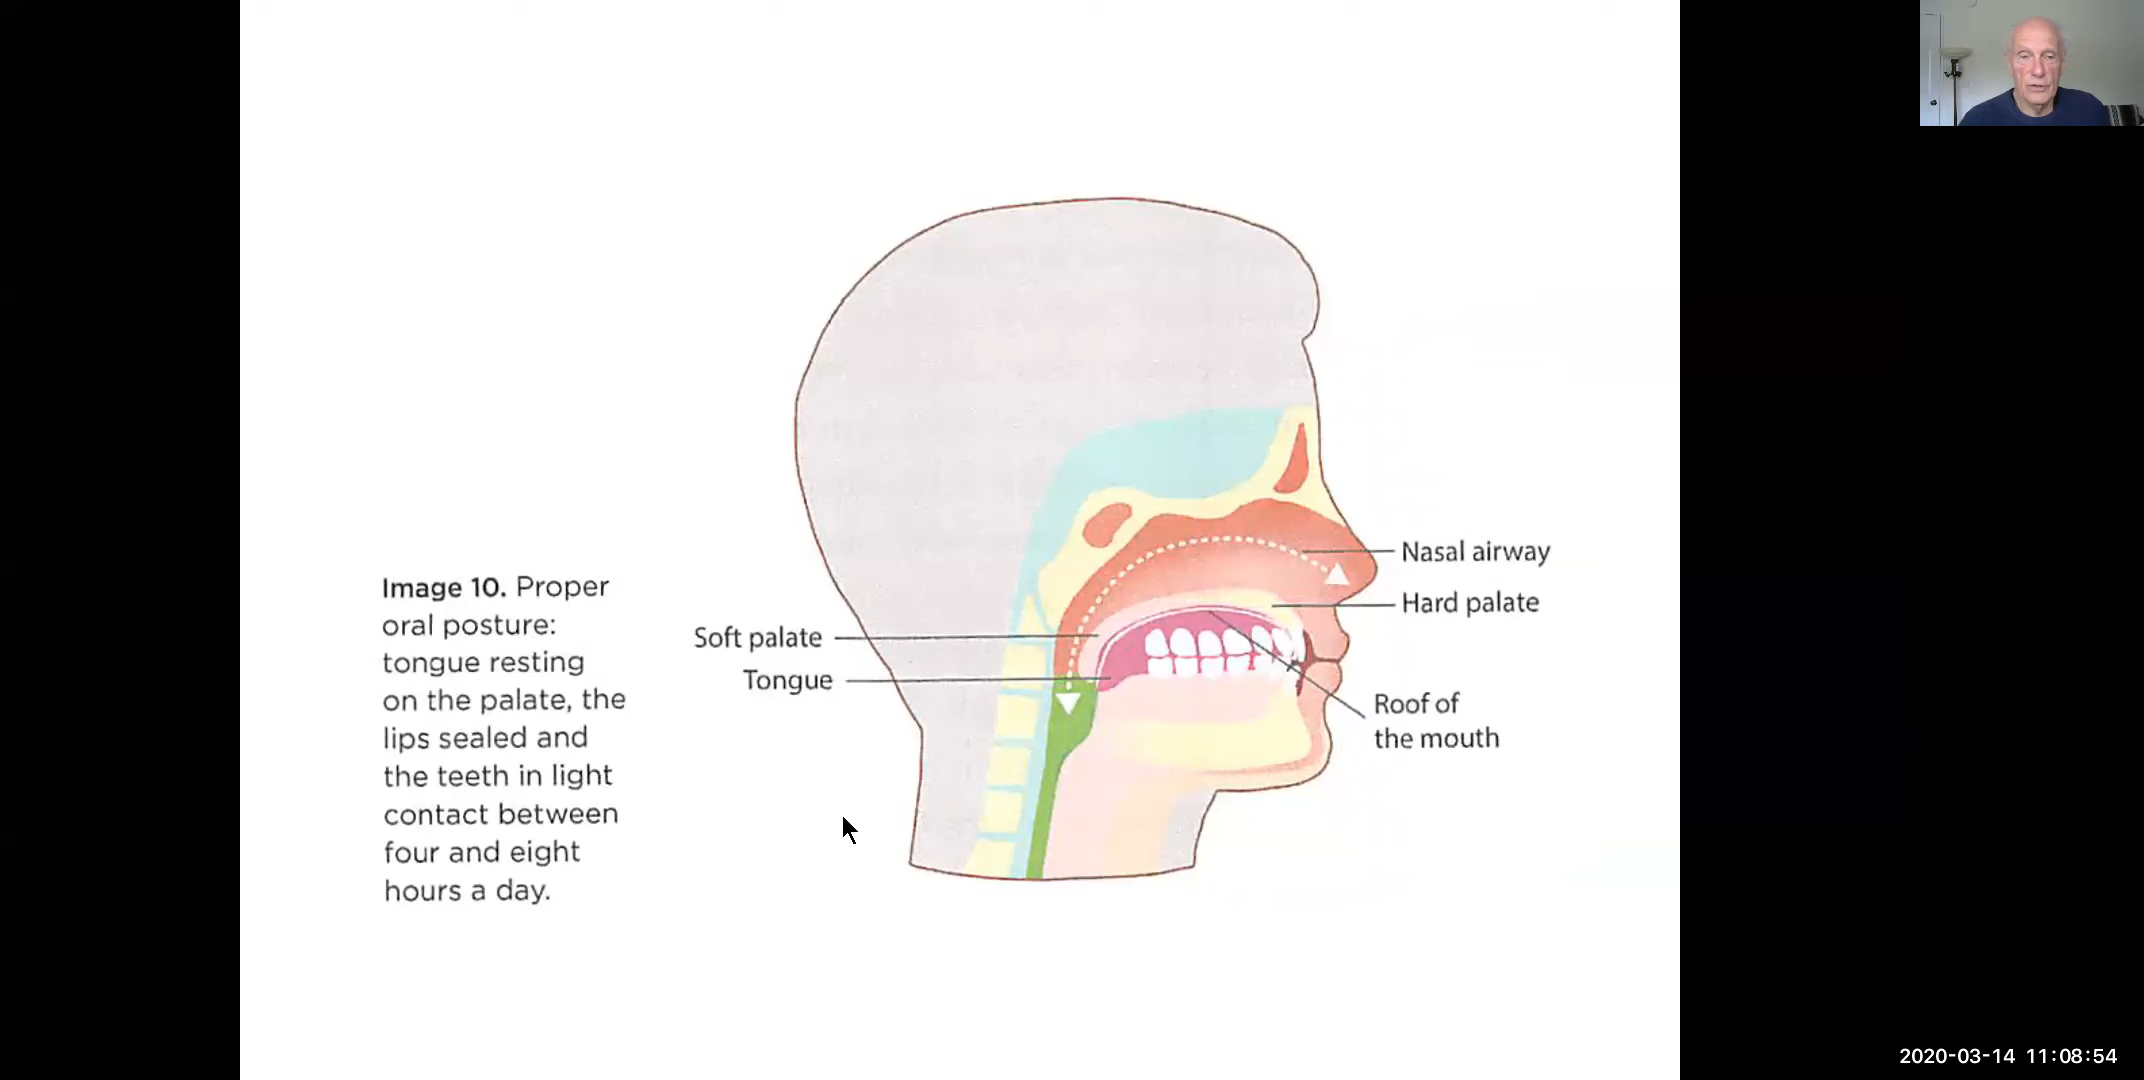 Image 10. Proper
oral posture:
tongue resting
on the palate, the
lips sealed and
the teeth in light
contact between
four and eight
hours a day.
Soft palate
Tongue
Nasal airway
Hard palate
Roof of
the mouth
2020-03-14 11:08:54